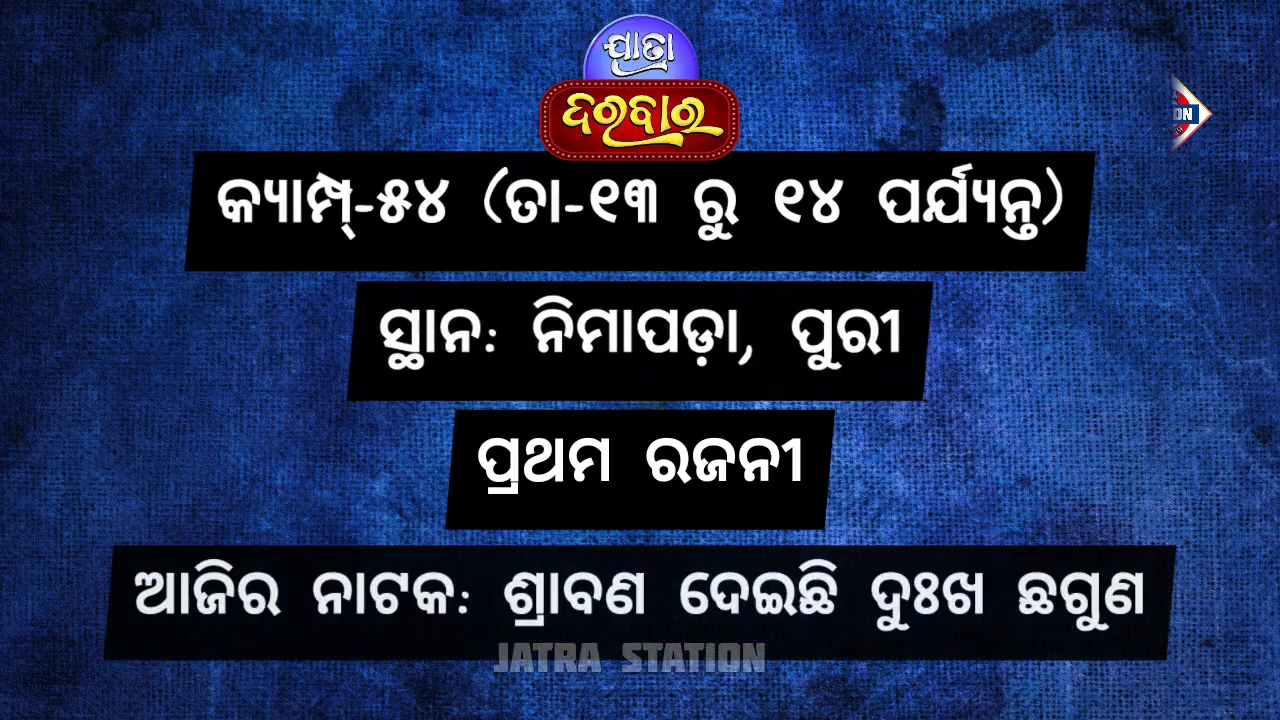 ଯାତ୍ରା
ଦରବାର
କ୍ୟାମ୍ପ୍-୫୪ (ତା-୧୩ ରୁ ୧୪ ପର୍ଯ୍ୟନ୍ତ)
ସ୍ଥାନ: ନିମାପଡ଼ା, ପୁରୀ
ପ୍ରଥମ ରଜନୀ
ଆଜିର ନାଟକ: ଶ୍ରାବଣ ଦେଇଛି ଦୁଃଖ ଛଗୁଣ
JATRA STATION